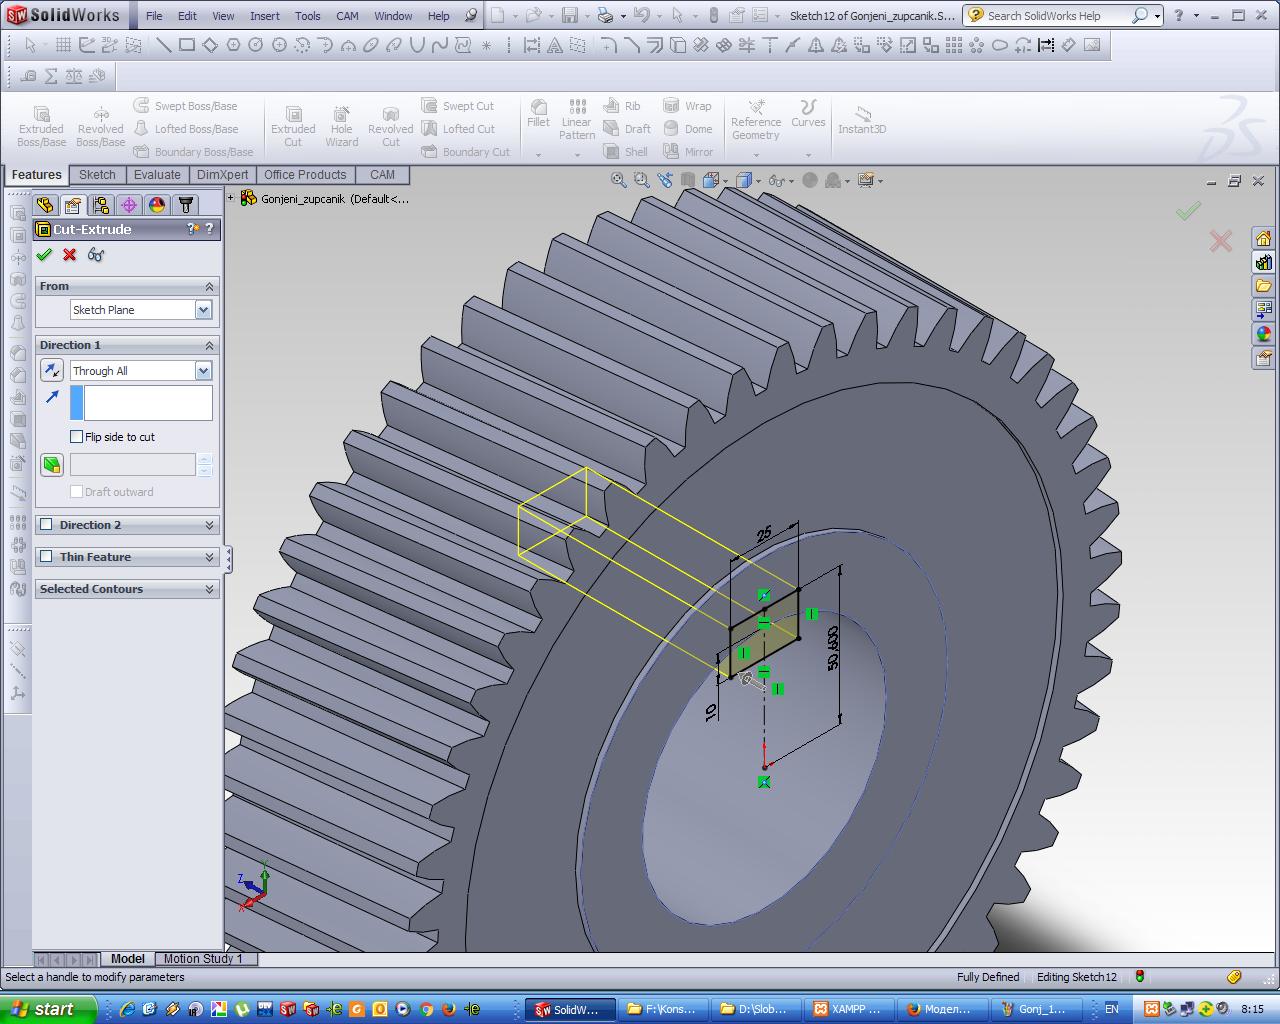 SolidWorks File Edit View Insert Tools CAM Window Help Sketch12 of Gonjeni_zupcanik.S... Search SolidWorks Help
Extruded Boss/Base
Revolved Boss/Base
Swept Boss/Base
Lofted Boss/Base
Boundary Boss/Base
Extruded Cut
Hole Wizard
Revolved Cut
Swept Cut
Lofted Cut
Boundary Cut
Fillet
Linear Pattern
Rib
Draft
Shell
Wrap
Dome
Mirror
Reference Geometry
Curves
Instant3D
Features Sketch Evaluate DimXpert Office Products CAM
Gonjeni_zupcanik (Default<...
Cut-Extrude
From
Sketch Plane
Direction 1
Through All
Flip side to cut
Draft outward
Direction 2
Thin Feature
Selected Contours
25
50,600
10
Y
Z
X
Model Motion Study 1
Select a handle to modify parameters Fully Defined Editing Sketch12
start SolidW... F:\Kons... D:\Slob... XAMPP ... Модел... Gonj_1... EN 8:15